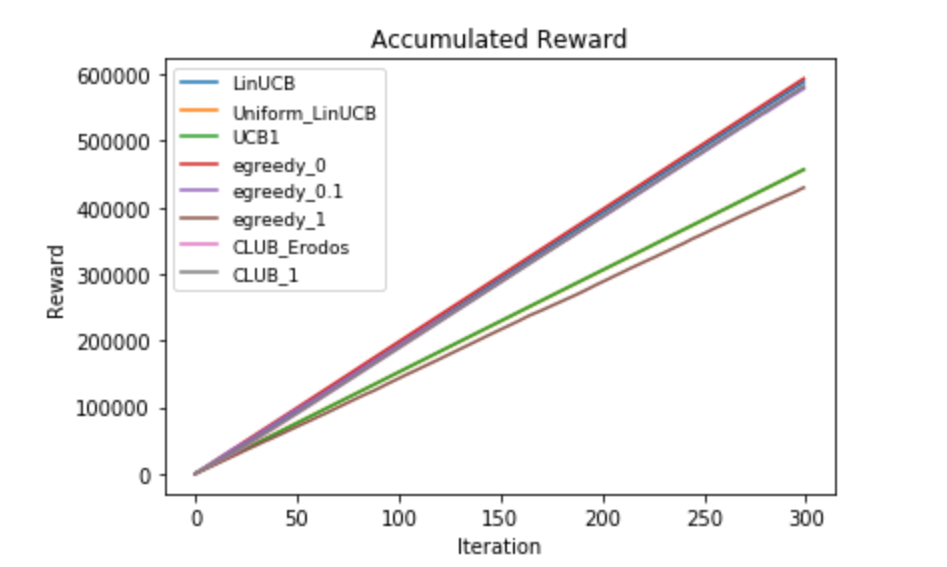 Accumulated Reward
600000
500000
400000
300000
200000
100000
0
Reward
LinUCB
Uniform_LinUCB
UCB1
egreedy_0
egreedy_0.1
egreedy_1
CLUB_Erodos
CLUB_1
0 50 100 150 200 250 300
Iteration